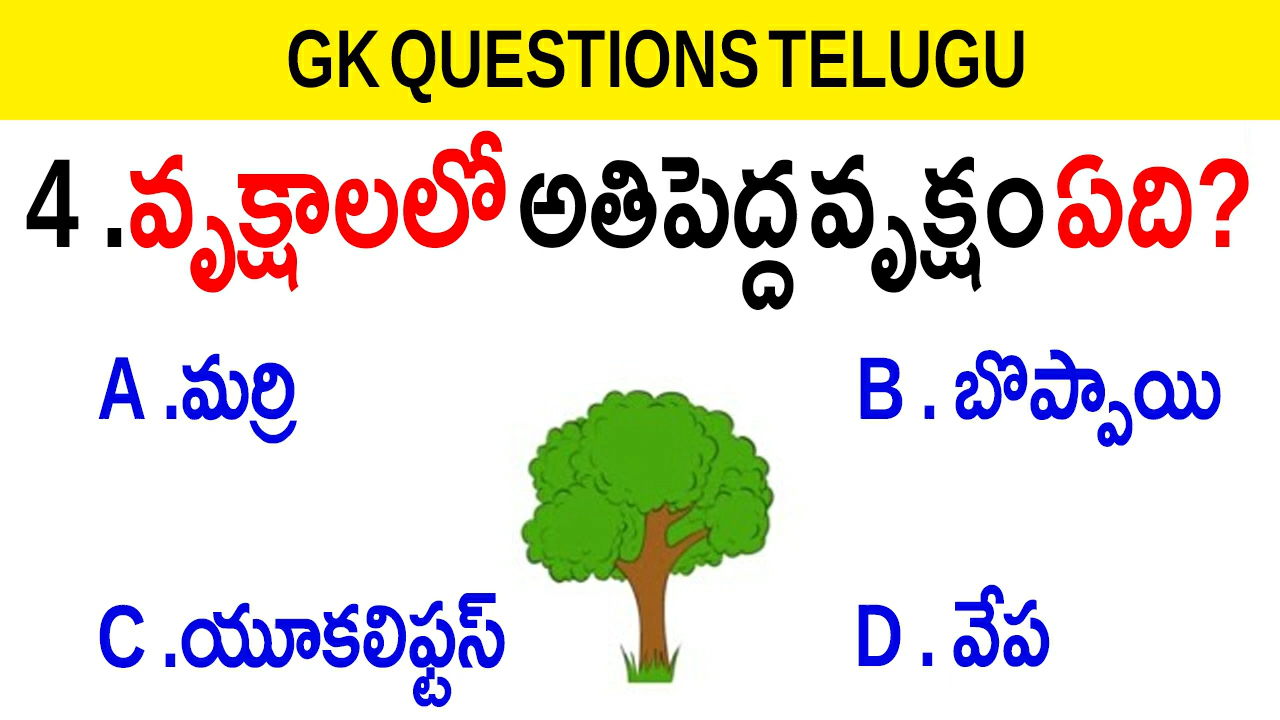 GK QUESTIONS TELUGU
4 .వృక్షాలలో అతిపెద్ద వృక్షం ఏది?
A .మర్రి
B . బొప్పాయి
C .యూకలిఫ్టస్
D . వేప